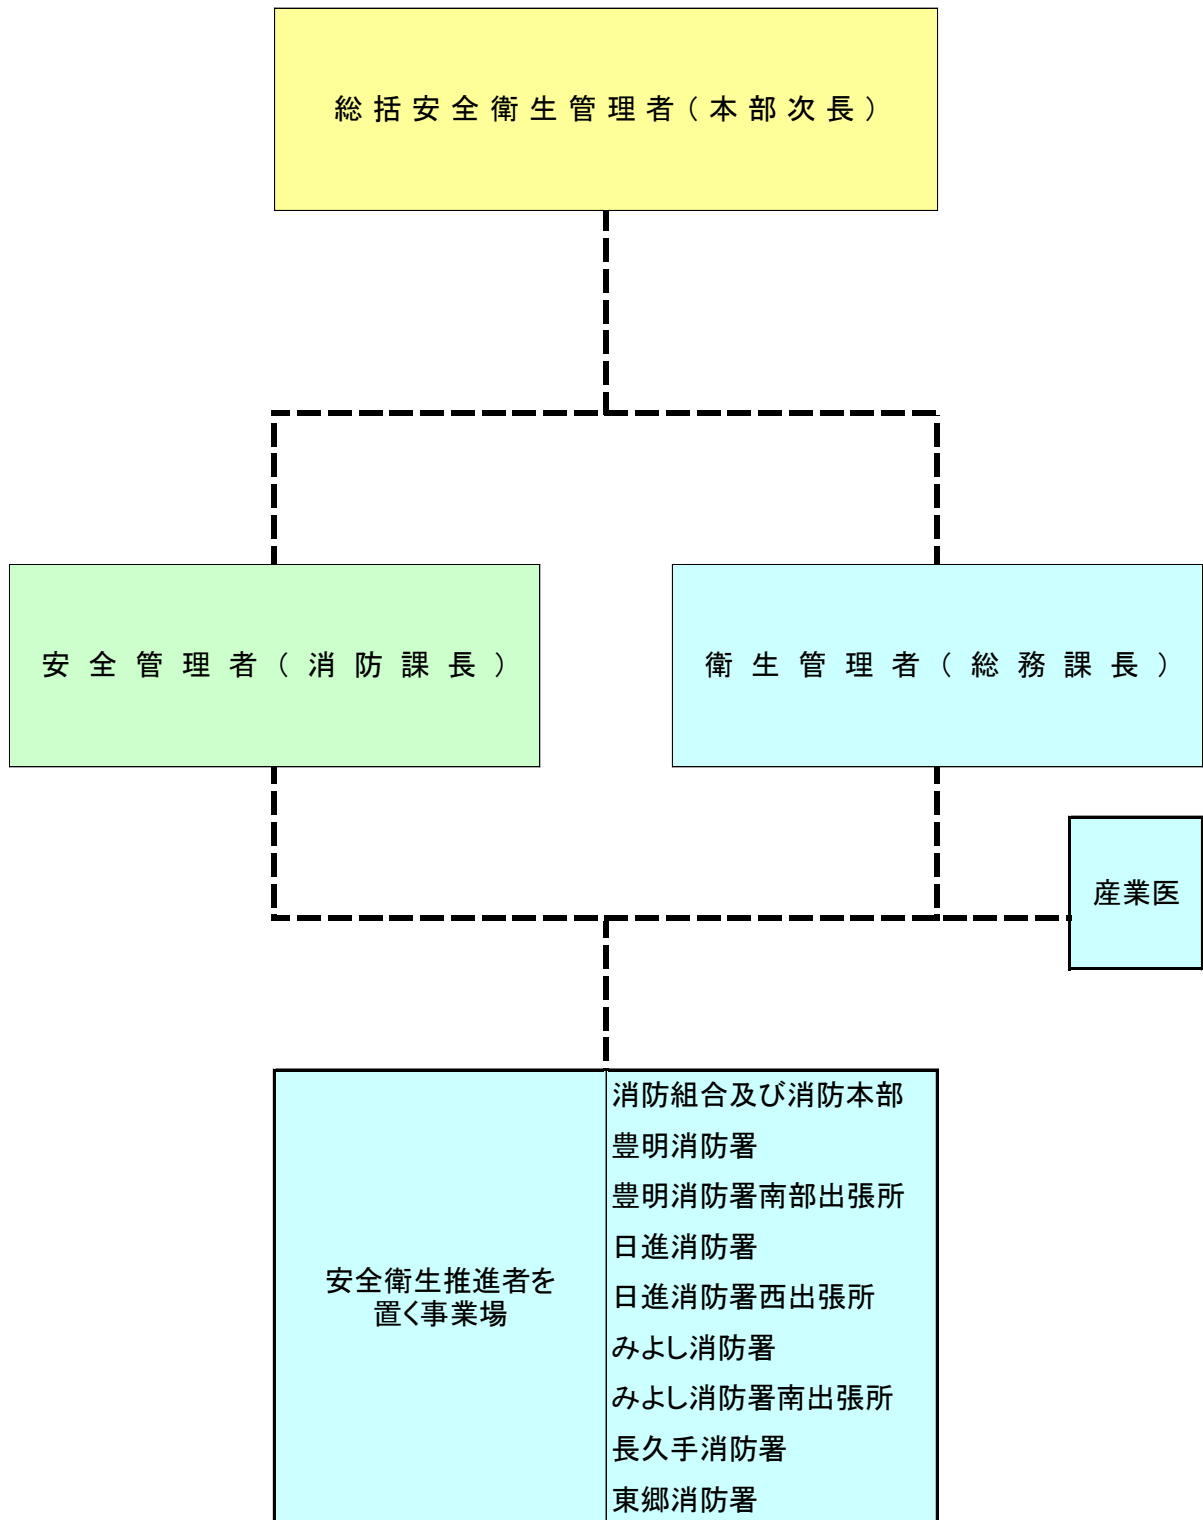 総括安全衛生管理者(本部次長)
安全管理者(消防課長)
衛生管理者(総務課長)
産業医
安全衛生推進者を
置く事業場
消防組合及び消防本部
豊明消防署
豊明消防署南部出張所
日進消防署
日進消防署西出張所
みよし消防署
みよし消防署南出張所
長久手消防署
東郷消防署